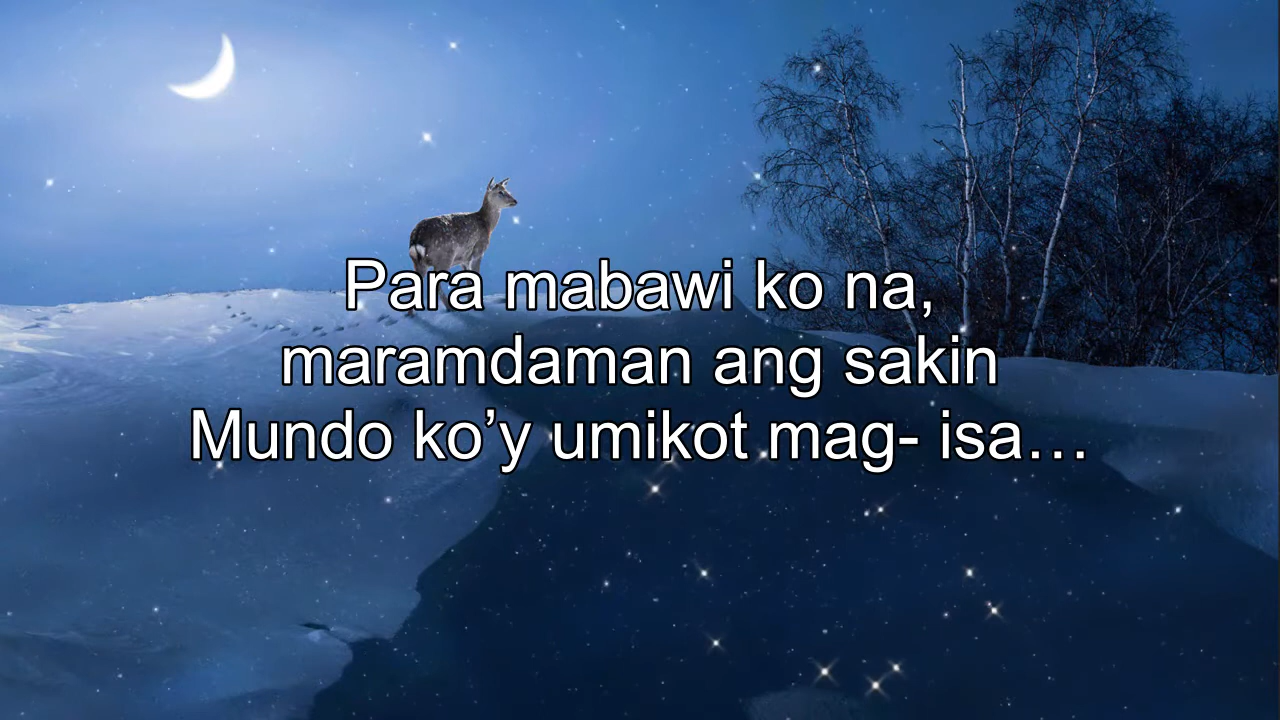 Para mabawi ko na,
maramdaman ang sakin
Mundo ko’y umikot mag- isa…